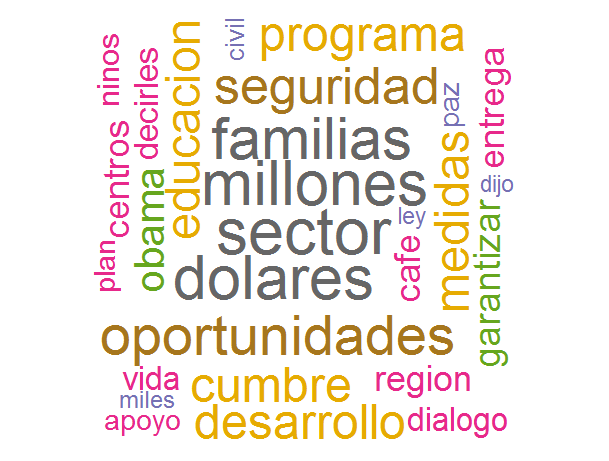 ninos
decirles
educacion
civil
programa
seguridad
familias
millones
sector
dolares
centros
plan
obama
paz
entrega
medidas
dijo
ley
cafe
garantizar
oportunidades
vida
cumbre
region
miles
apoyo
desarrollo
dialogo